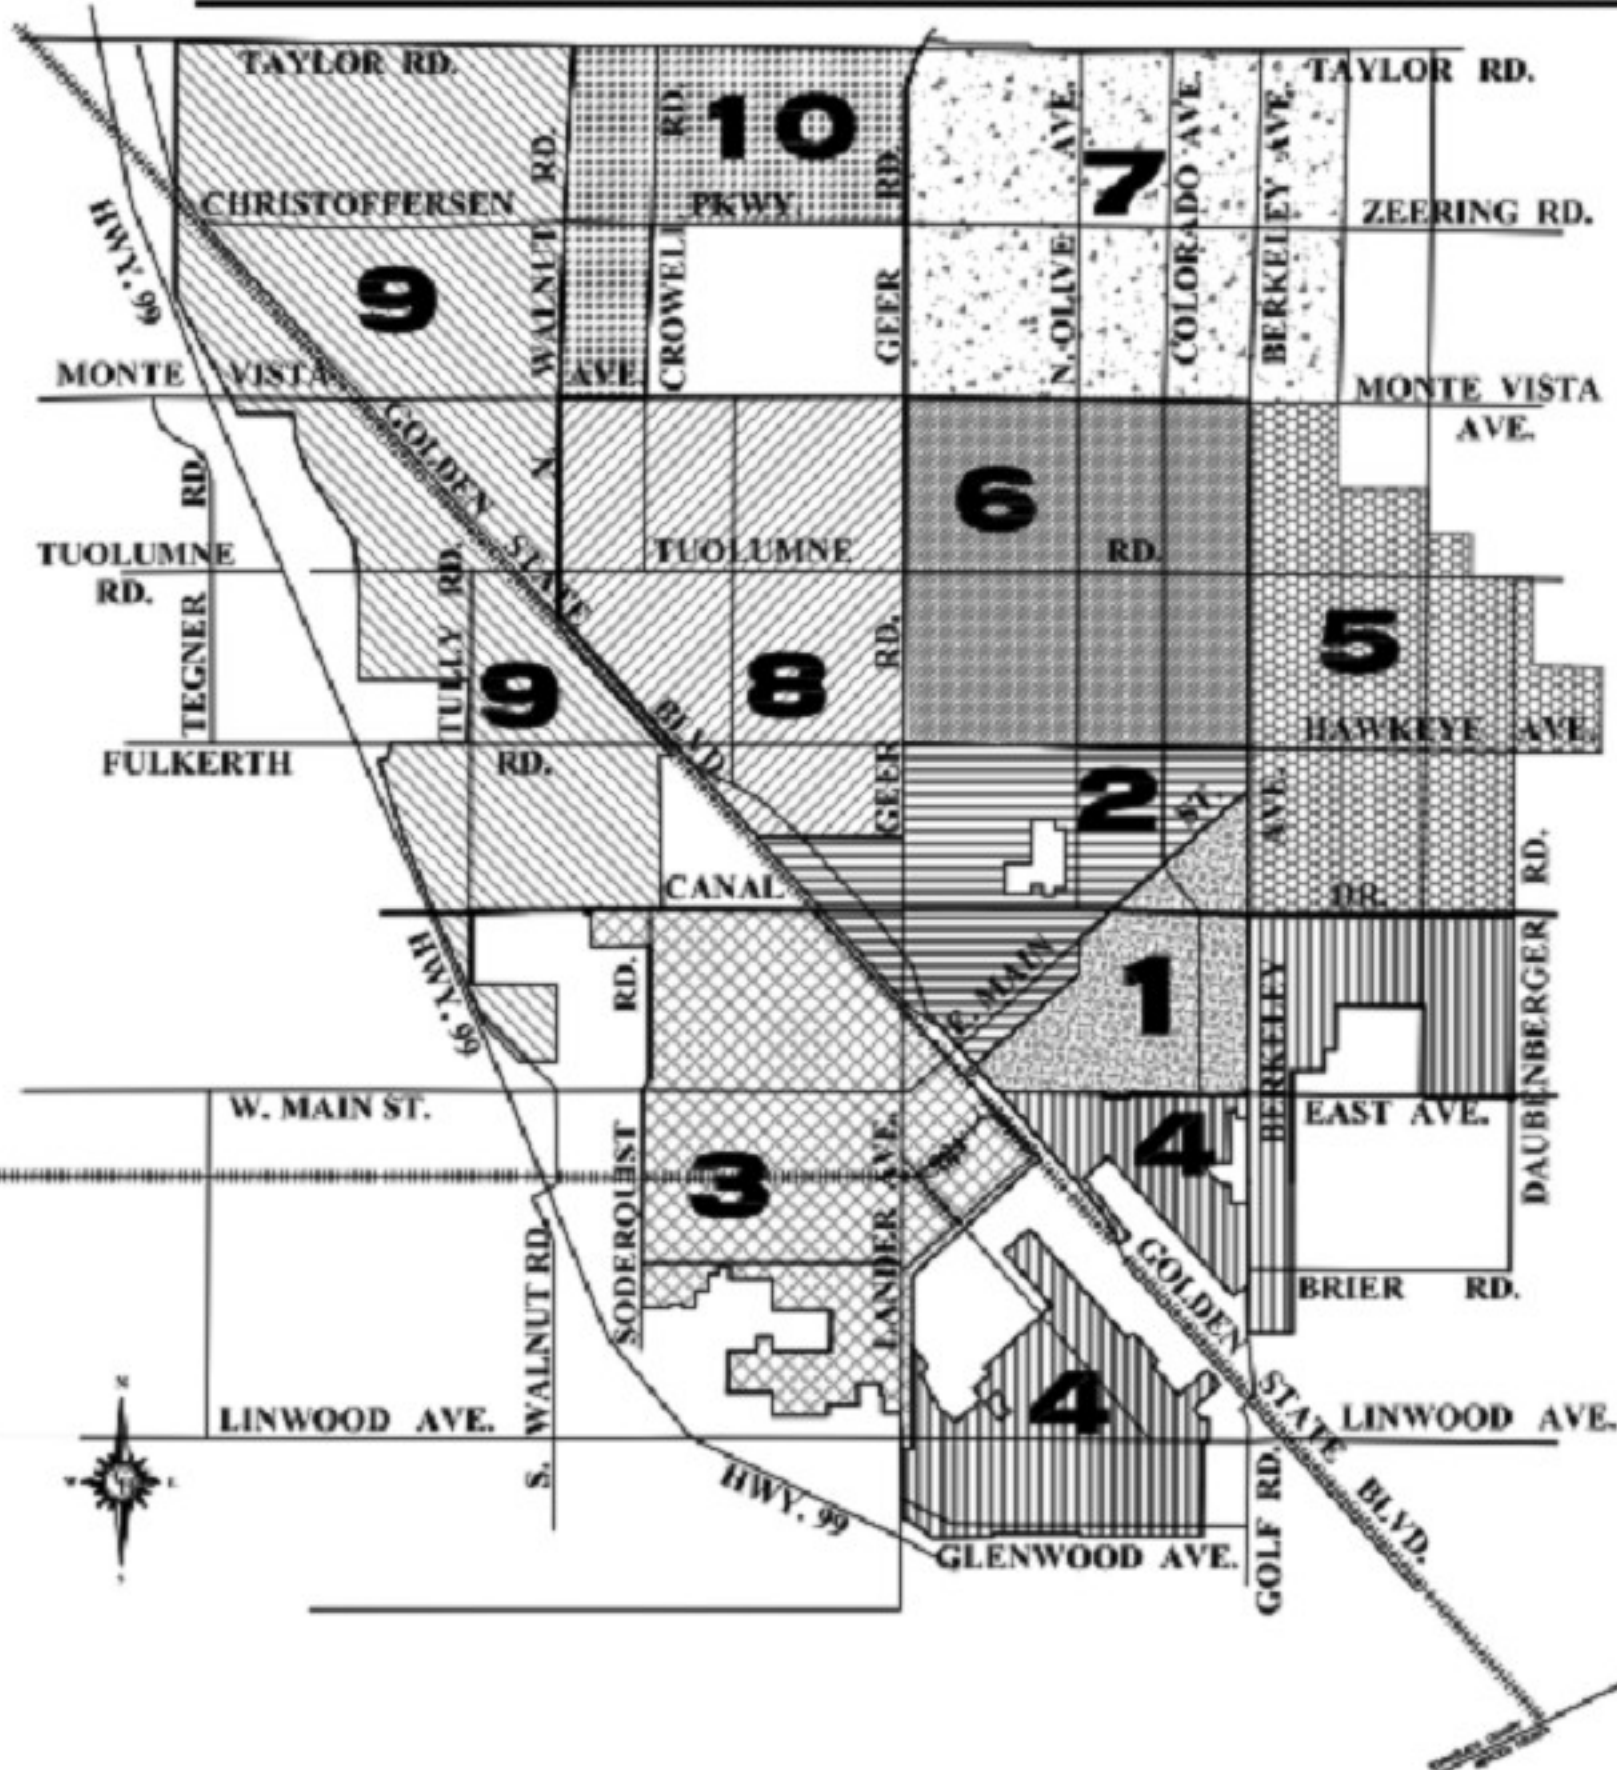 TAYLOR RD.
TAYLOR RD.
10
RD.
AVE.
7
COLORADO AVE.
BERKELEY AVE.
RD.
RD.
CHRISTOFFERSEN
PKWY.
ZEERING RD.
HWY. 99
9
N. WALNUT
CROWELL
GEER
N. OLIVE
MONTE VISTA
AVE.
MONTE VISTA
AVE.
GOLDEN STATE BLVD.
6
RD.
TUOLUMNE
RD.
TUOLUMNE
RD.
TEGNER
TULLY RD.
9
8
GEER RD.
5
FULKERTH
RD.
HAWKEYE AVE.
2
AVE.
CANAL
DR.
E. MAIN ST.
HWY. 99
RD.
1
BERKELEY
DAUBENBERGER RD.
W. MAIN ST.
EAST AVE.
SODERQUIST
3
LANDER AVE.
4
S. WALNUT RD.
GOLDEN STATE BLVD.
BRIER RD.
4
N
W E
S
LINWOOD AVE.
LINWOOD AVE.
HWY. 99
GLENWOOD AVE.
GOLF RD.